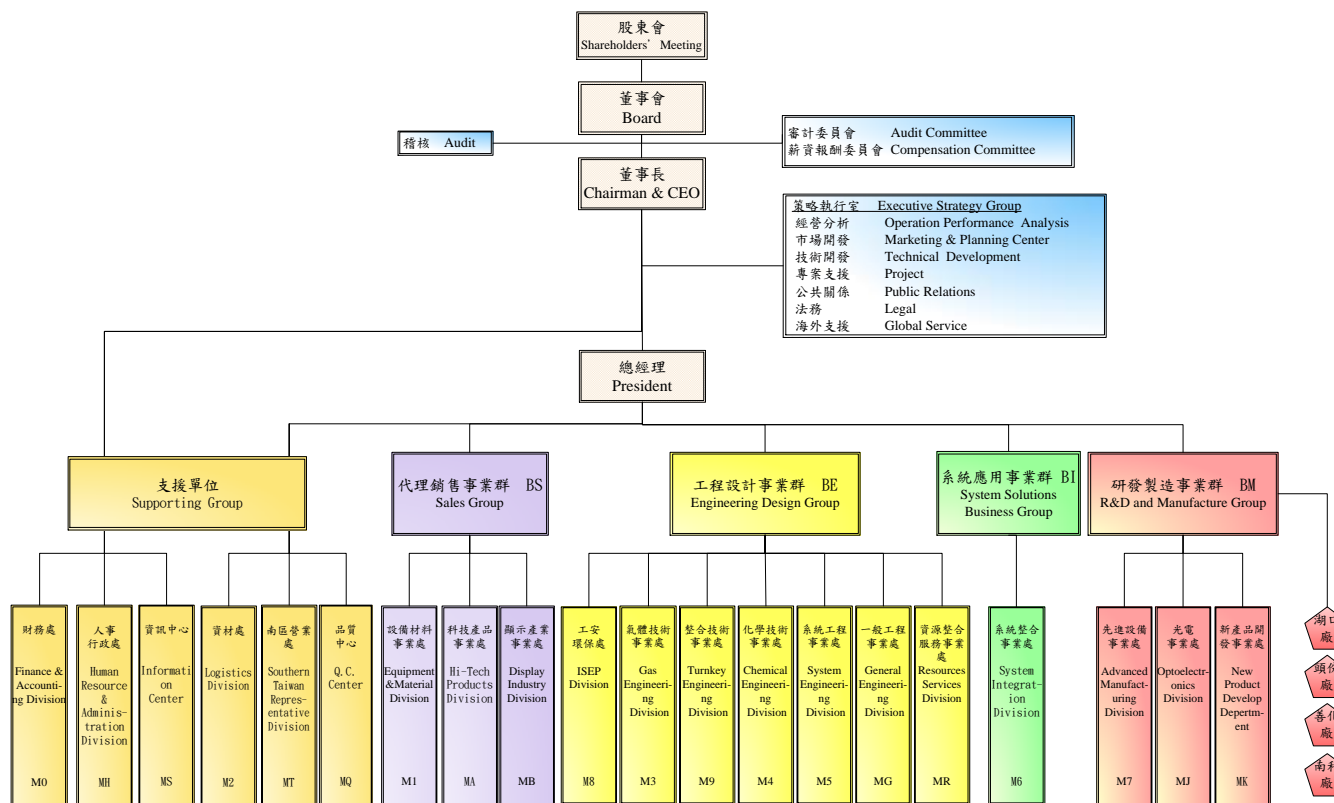 股東會
Shareholders' Meeting
董事會
Board
稽核 Audit
審計委員會 Audit Committee
薪資報酬委員會 Compensation Committee
董事長
Chairman & CEO
策略執行室 Executive Strategy Group
經營分析 Operation Performance Analysis
市場開發 Marketing & Planning Center
技術開發 Technical Development
專案支援 Project
公共關係 Public Relations
法務 Legal
海外支援 Global Service
總經理
President
支援單位
Supporting Group
代理銷售事業群 BS
Sales Group
工程設計事業群 BE
Engineering Design Group
系統應用事業群 BI
System Solutions
Business Group
研發製造事業群 BM
R&D and Manufacture Group
財務處
Finance &
Accounti-
ng Division
M0
人事
行政處
Human
Resource
&
Adminis-
tration
Division
MH
資訊中心
Informati
on
Center
MS
資材處
Logistics
Division
M2
南區營業
處
Southern
Taiwan
Repres-
entative
Division
MT
品質
中心
Q.C.
Center
MQ
設備材料
事業處
Equipment
&Material
Division
M1
科技產品
事業處
Hi-Tech
Products
Division
MA
顯示產業
事業處
Display
Industry
Division
MB
工安
環保處
ISEP
Division
M8
氣體技術
事業處
Gas
Engineeri-
ng
Division
M3
整合技術
事業處
Turnkey
Engineeri-
ng
Division
M9
化學技術
事業處
Chemical
Engineeri-
ng
Division
M4
系統工程
事業處
System
Engineeri-
ng
Division
M5
一般工程
事業處
General
Engineeri-
ng
Division
MG
資源整合
服務事業
處
Resources
Services
Division
MR
系統整合
事業處
System
Integrat-
ion
Division
M6
先進設備
事業處
Advanced
Manufac-
turing
Division
M7
光電
事業處
Optoelectr-
onics
Division
MJ
新產品開
發事業處
New
Product
Develop
Depertm-
ent
MK
湖口
廠
頭份
廠
善化
廠
南科
廠